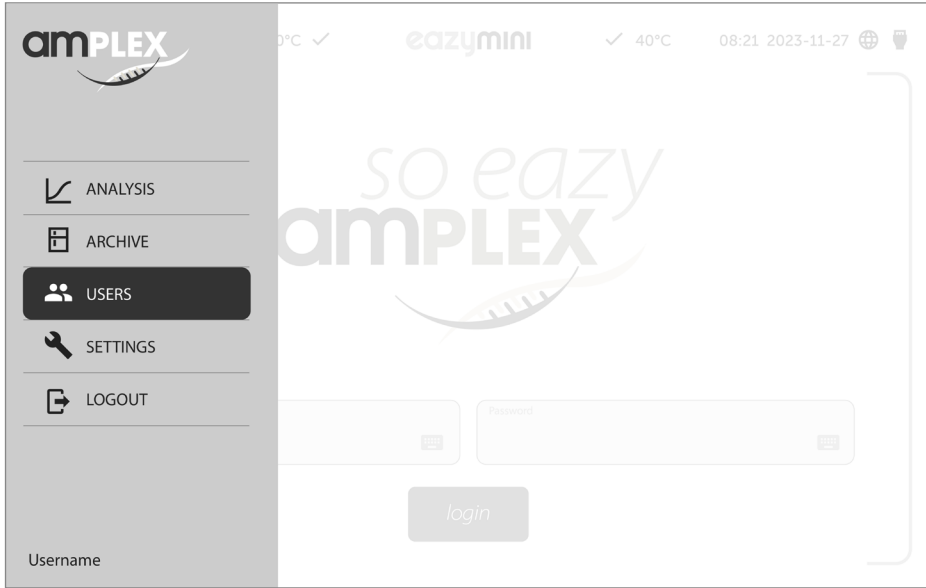 amPLEX
ANALYSIS
ARCHIVE
USERS
SETTINGS
LOGOUT
Username
0°C eazymini 40°C 08:21 2023-11-27
so eazy
amPLEX
Password
login